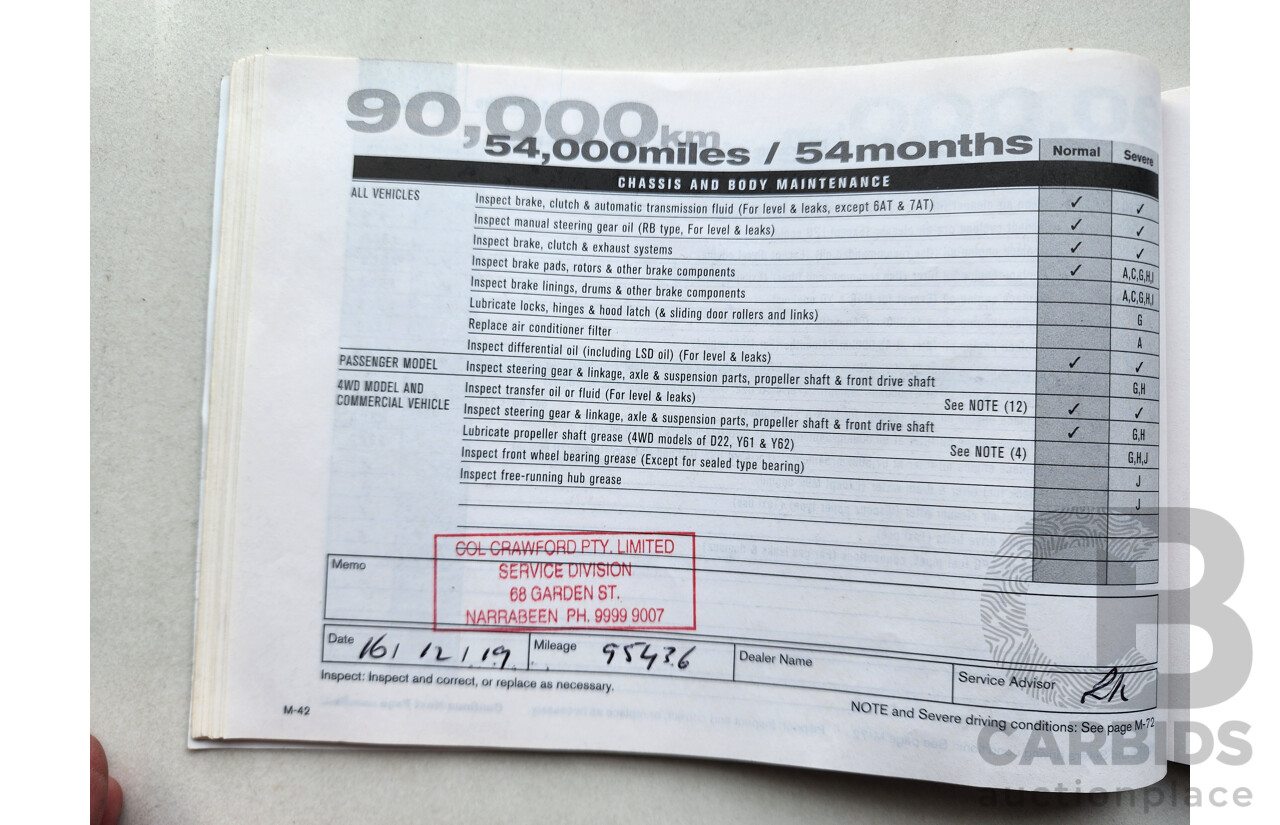 90,000km
54,000miles / 54months
Normal Severe
CHASSIS AND BODY MAINTENANCE
ALL VEHICLES
Inspect brake, clutch & automatic transmission fluid (For level & leaks, except 6AT & 7AT) ✓ ✓
Inspect manual steering gear oil (RB type, For level & leaks) ✓ ✓
Inspect brake, clutch & exhaust systems ✓ ✓
Inspect brake pads, rotors & other brake components ✓ A,C,G,H,I
Inspect brake linings, drums & other brake components A,C,G,H,I
Lubricate locks, hinges & hood latch (& sliding door rollers and links) G
Replace air conditioner filter A
Inspect differential oil (including LSD oil) (For level & leaks) ✓ ✓
PASSENGER MODEL
Inspect steering gear & linkage, axle & suspension parts, propeller shaft & front drive shaft G,H
4WD MODEL AND
COMMERCIAL VEHICLE
Inspect transfer oil or fluid (For level & leaks) See NOTE (12) ✓ ✓
Inspect steering gear & linkage, axle & suspension parts, propeller shaft & front drive shaft ✓ G,H
Lubricate propeller shaft grease (4WD models of D22, Y61 & Y62) See NOTE (4) G,H,J
Inspect front wheel bearing grease (Except for sealed type bearing) J
Inspect free-running hub grease J
COL CRAWFORD PTY. LIMITED
SERVICE DIVISION
68 GARDEN ST.
NARRABEEN PH. 9999 9007
Memo
Date 16/ 12/19 Mileage 95436 Dealer Name Service Advisor
Inspect: Inspect and correct, or replace as necessary.
NOTE and Severe driving conditions: See page M-72
M-42
CB
CARBIDS
auctionplace